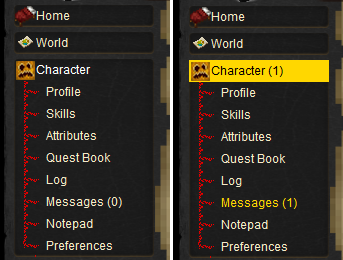 Home
World
Character
Profile
Skills
Attributes
Quest Book
Log
Messages (0)
Notepad
Preferences
Home
World
Character (1)
Profile
Skills
Attributes
Quest Book
Log
Messages (1)
Notepad
Preferences